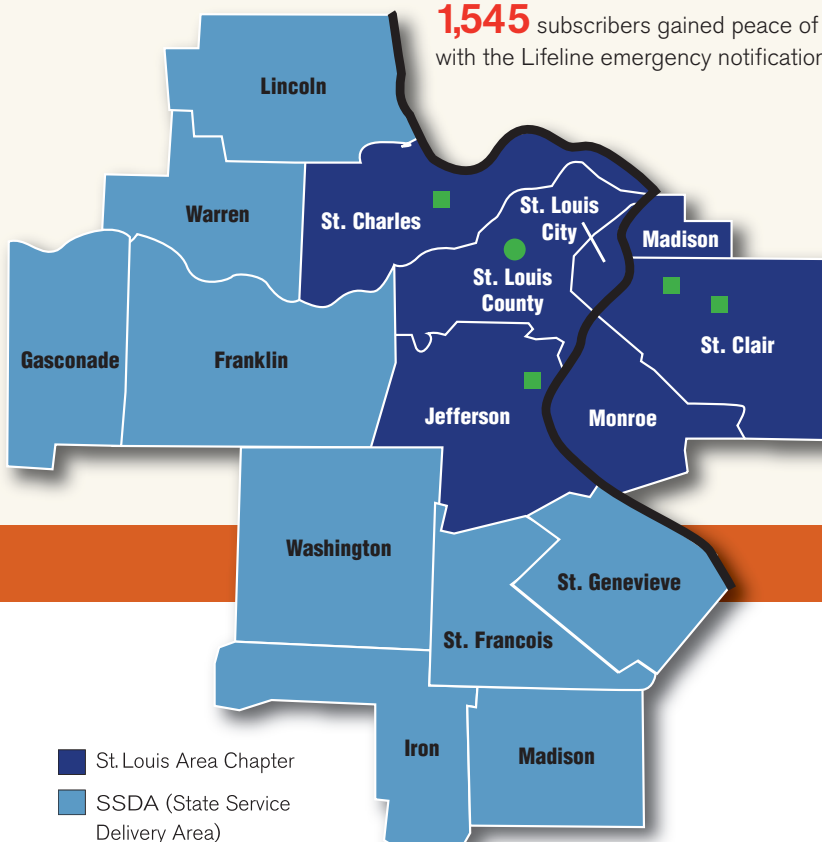 1,545 subscribers gained peace of
with the Lifeline emergency notification
Lincoln
Warren
St. Charles
St. Louis
City
Madison
St. Louis
County
St. Clair
Gasconade
Franklin
Jefferson
Monroe
Washington
St. Genevieve
St. Francois
Iron
Madison
St. Louis Area Chapter
SSDA (State Service
Delivery Area)